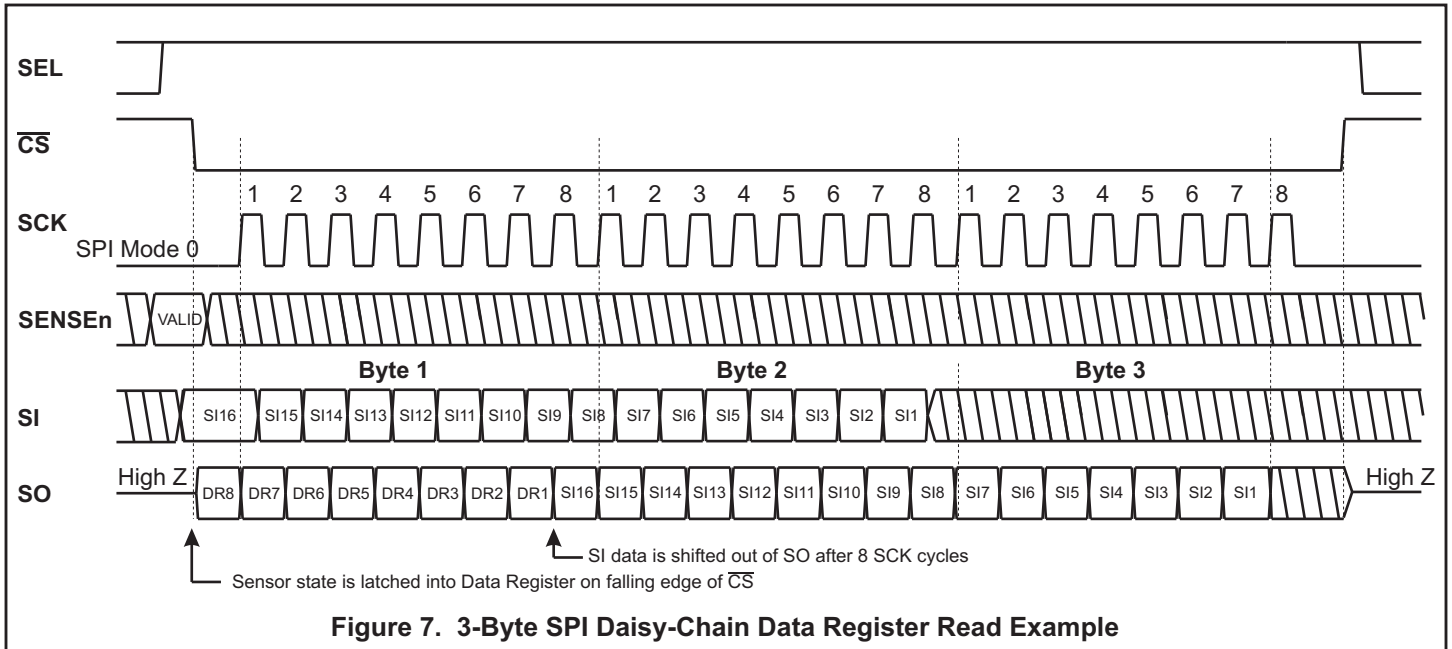 SEL
CS
1 2 3 4 5 6 7 8 1 2 3 4 5 6 7 8 1 2 3 4 5 6 7 8
SCK
SPI Mode 0
SENSEn VALID
Byte 1 Byte 2 Byte 3
SI SI16 SI15 SI14 SI13 SI12 SI11 SI10 SI9 SI8 SI7 SI6 SI5 SI4 SI3 SI2 SI1
High Z High Z
SO DR8 DR7 DR6 DR5 DR4 DR3 DR2 DR1 SI16 SI15 SI14 SI13 SI12 SI11 SI10 SI9 SI8 SI7 SI6 SI5 SI4 SI3 SI2 SI1
SI data is shifted out of SO after 8 SCK cycles
Sensor state is latched into Data Register on falling edge of CS
Figure 7. 3-Byte SPI Daisy-Chain Data Register Read Example